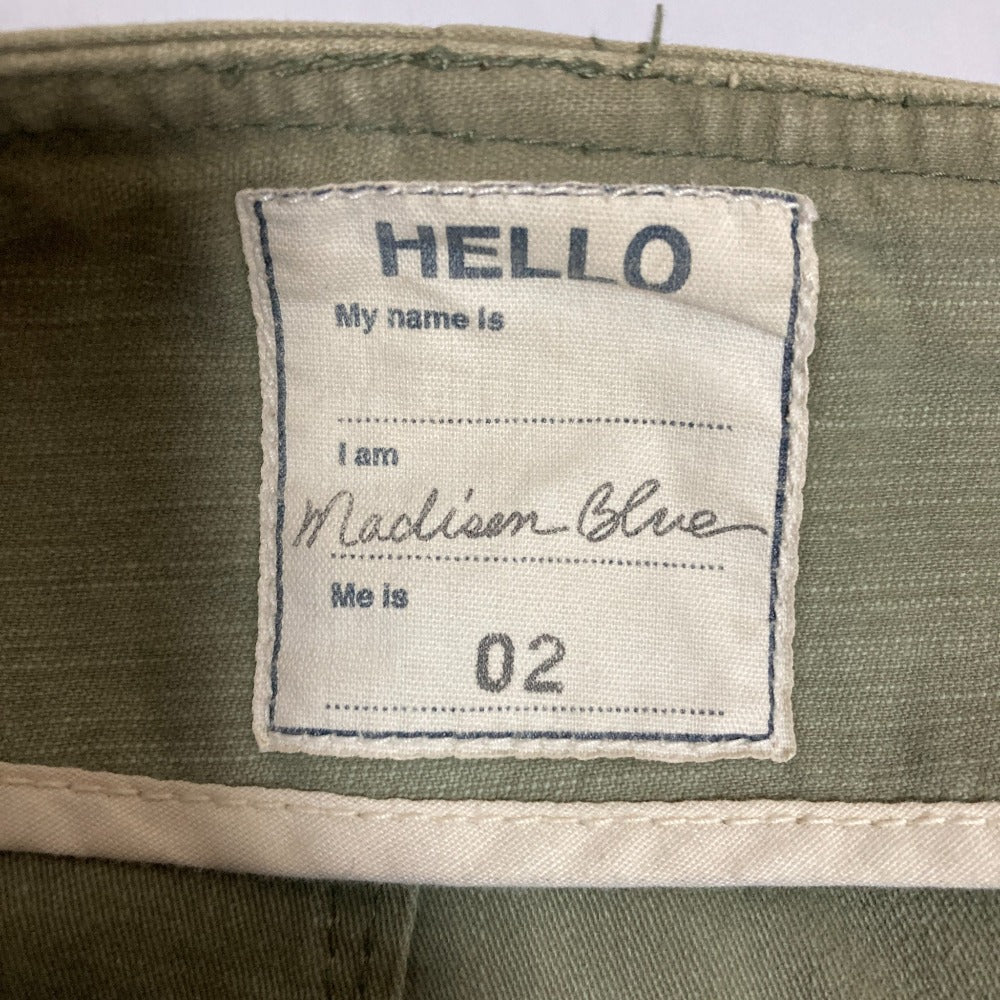 HELLO
My name is
I am
Madison Blue
Me is
02